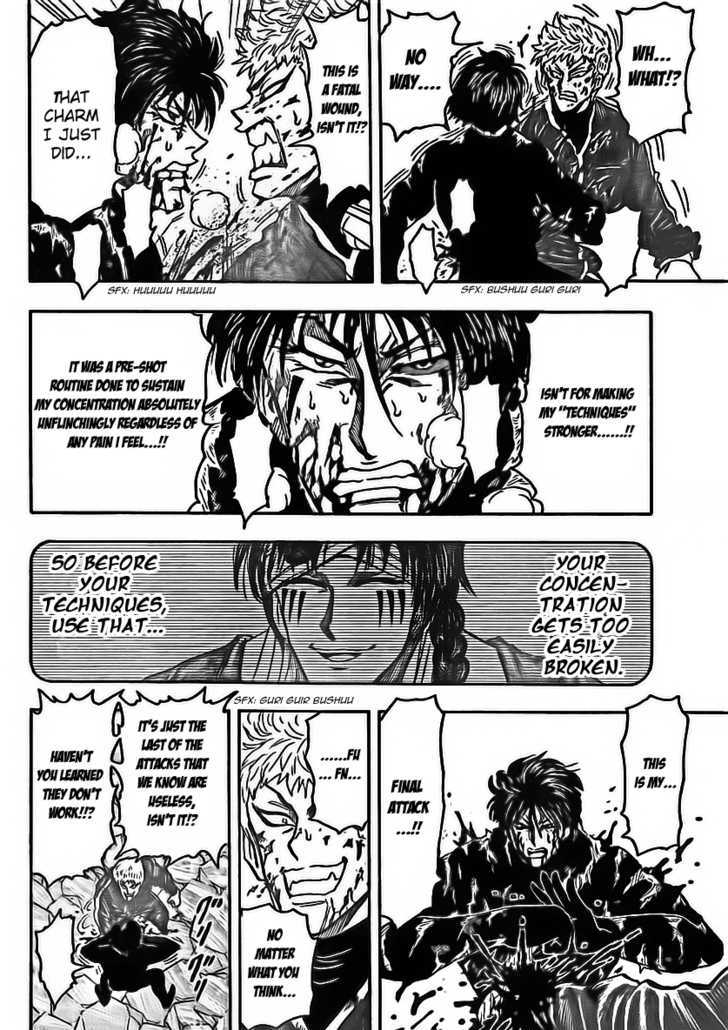 WH...
WHAT!?
NO
WAY....
SFX: BUSHUU GURI GURI
THIS IS
A FATAL
WOUND,
ISN'T IT!?
THAT
CHARM
I JUST
DID...
SFX: HUUUUU HUUUUU
ISN'T FOR MAKING
MY "TECHNIQUES"
STRONGER......!!
IT WAS A PRE-SHOT
ROUTINE DONE TO SUSTAIN
MY CONCENTRATION ABSOLUTELY
UNFLINCHINGLY REGARDLESS OF
ANY PAIN I FEEL...!!
YOUR
CONCEN-
TRATION
GETS TOO
EASILY
BROKEN.
SO BEFORE
YOUR
TECHNIQUES,
USE THAT...
THIS
IS MY...
FINAL
ATTACK
...!!
SFX: GURI GUIR BUSHUU
......FU
... FN...
NO
MATTER
WHAT YOU
THINK...
IT'S JUST THE
LAST OF THE
ATTACKS THAT
WE KNOW ARE
USELESS,
ISN'T IT!?
HAVEN'T
YOU LEARNED
THEY DON'T
WORK!!?